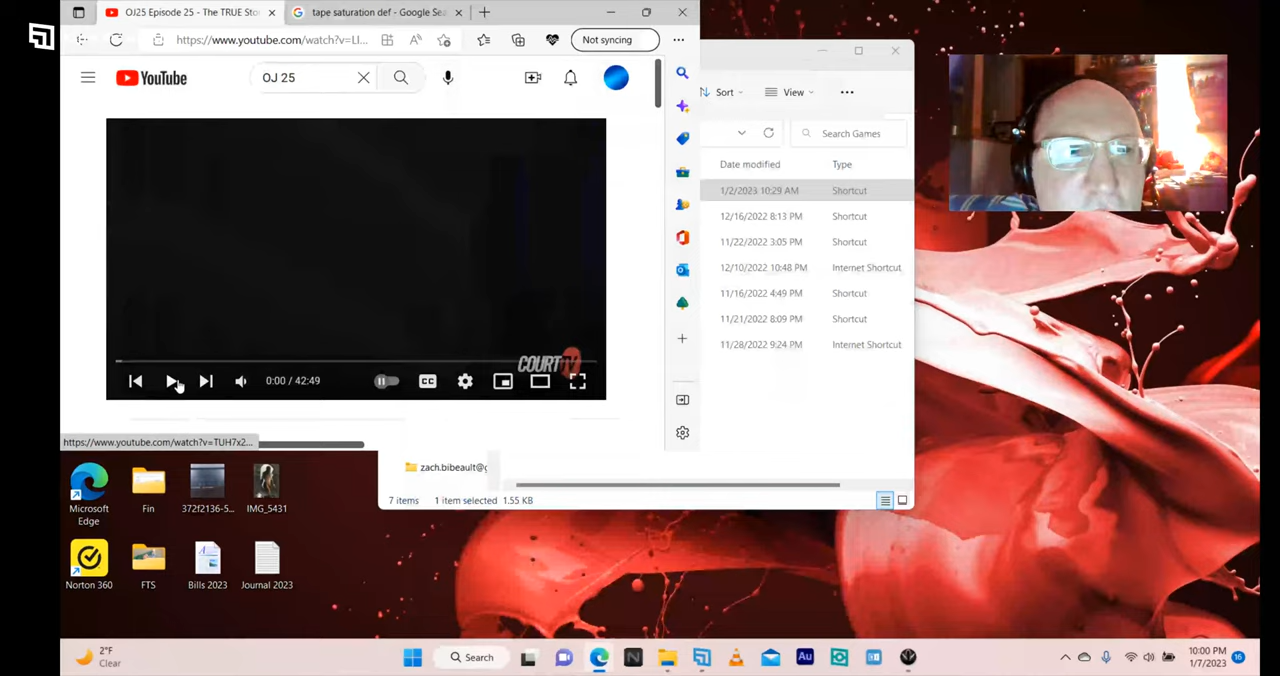 OJ25 Episode 25 - The TRUE Sto
tape saturation def - Google Se
https://www.youtube.com/watch?v=Ll...
Not syncing
YouTube
OJ 25
Sort
View
Search Games
Date modified
Type
1/2/2023 10:29 AM
Shortcut
12/16/2022 8:13 PM
Shortcut
11/22/2022 3:05 PM
Shortcut
12/10/2022 10:48 PM
Internet Shortcut
11/16/2022 4:49 PM
Shortcut
11/21/2022 8:09 PM
Shortcut
11/28/2022 9:24 PM
Internet Shortcut
COURT TV
0:00 / 42:49
CC
https://www.youtube.com/watch?v=TUH7x2...
zach.bibeault@g
7 items
1 item selected
1.55 KB
Microsoft
Edge
Fin
372f2136-5...
IMG_5431
Norton 360
FTS
Bills 2023
Journal 2023
2°F
Clear
Search
N
Au
10:00 PM
1/7/2023
16